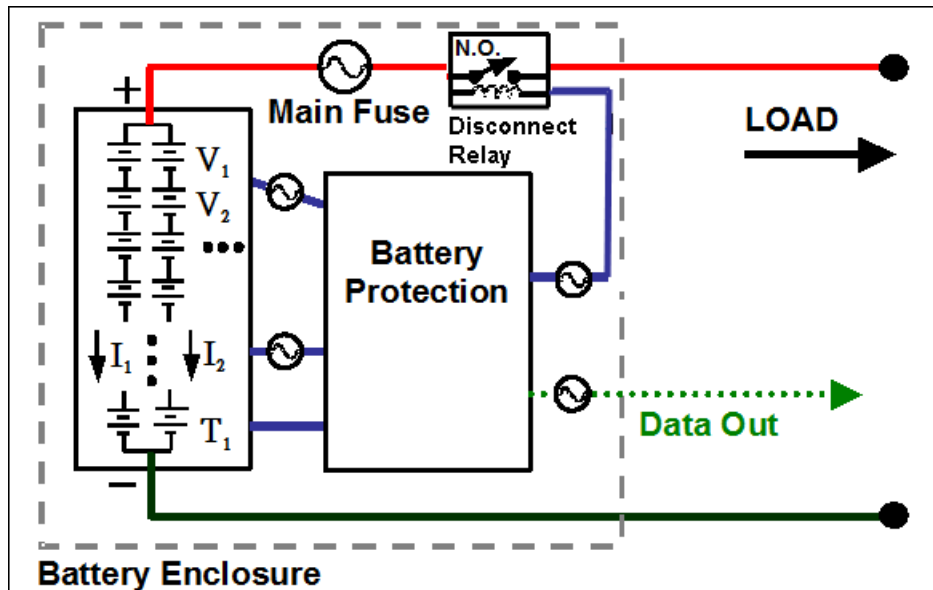 N.O.
+
Main Fuse
Disconnect
Relay
LOAD
V1
V2
•••
Battery
Protection
I1
I2
T1
Data Out
−
Battery Enclosure